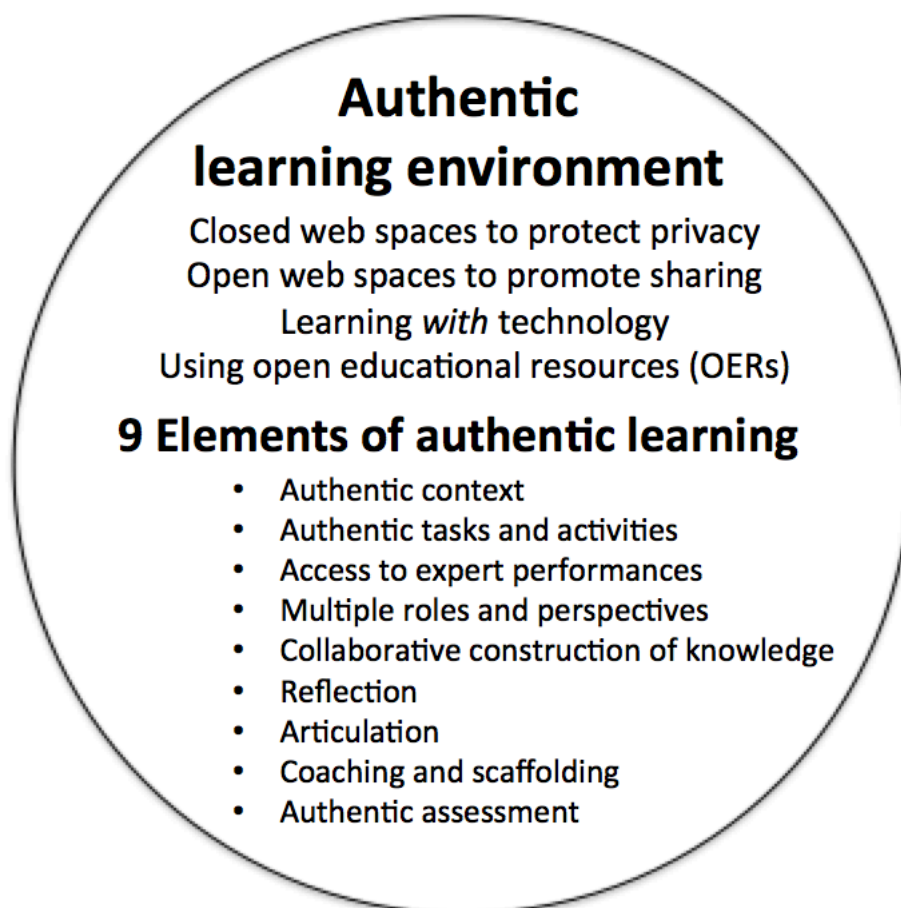 Authentic
learning environment
Closed web spaces to protect privacy
Open web spaces to promote sharing
Learning with technology
Using open educational resources (OERs)
9 Elements of authentic learning
• Authentic context
• Authentic tasks and activities
• Access to expert performances
• Multiple roles and perspectives
• Collaborative construction of knowledge
• Reflection
• Articulation
• Coaching and scaffolding
• Authentic assessment